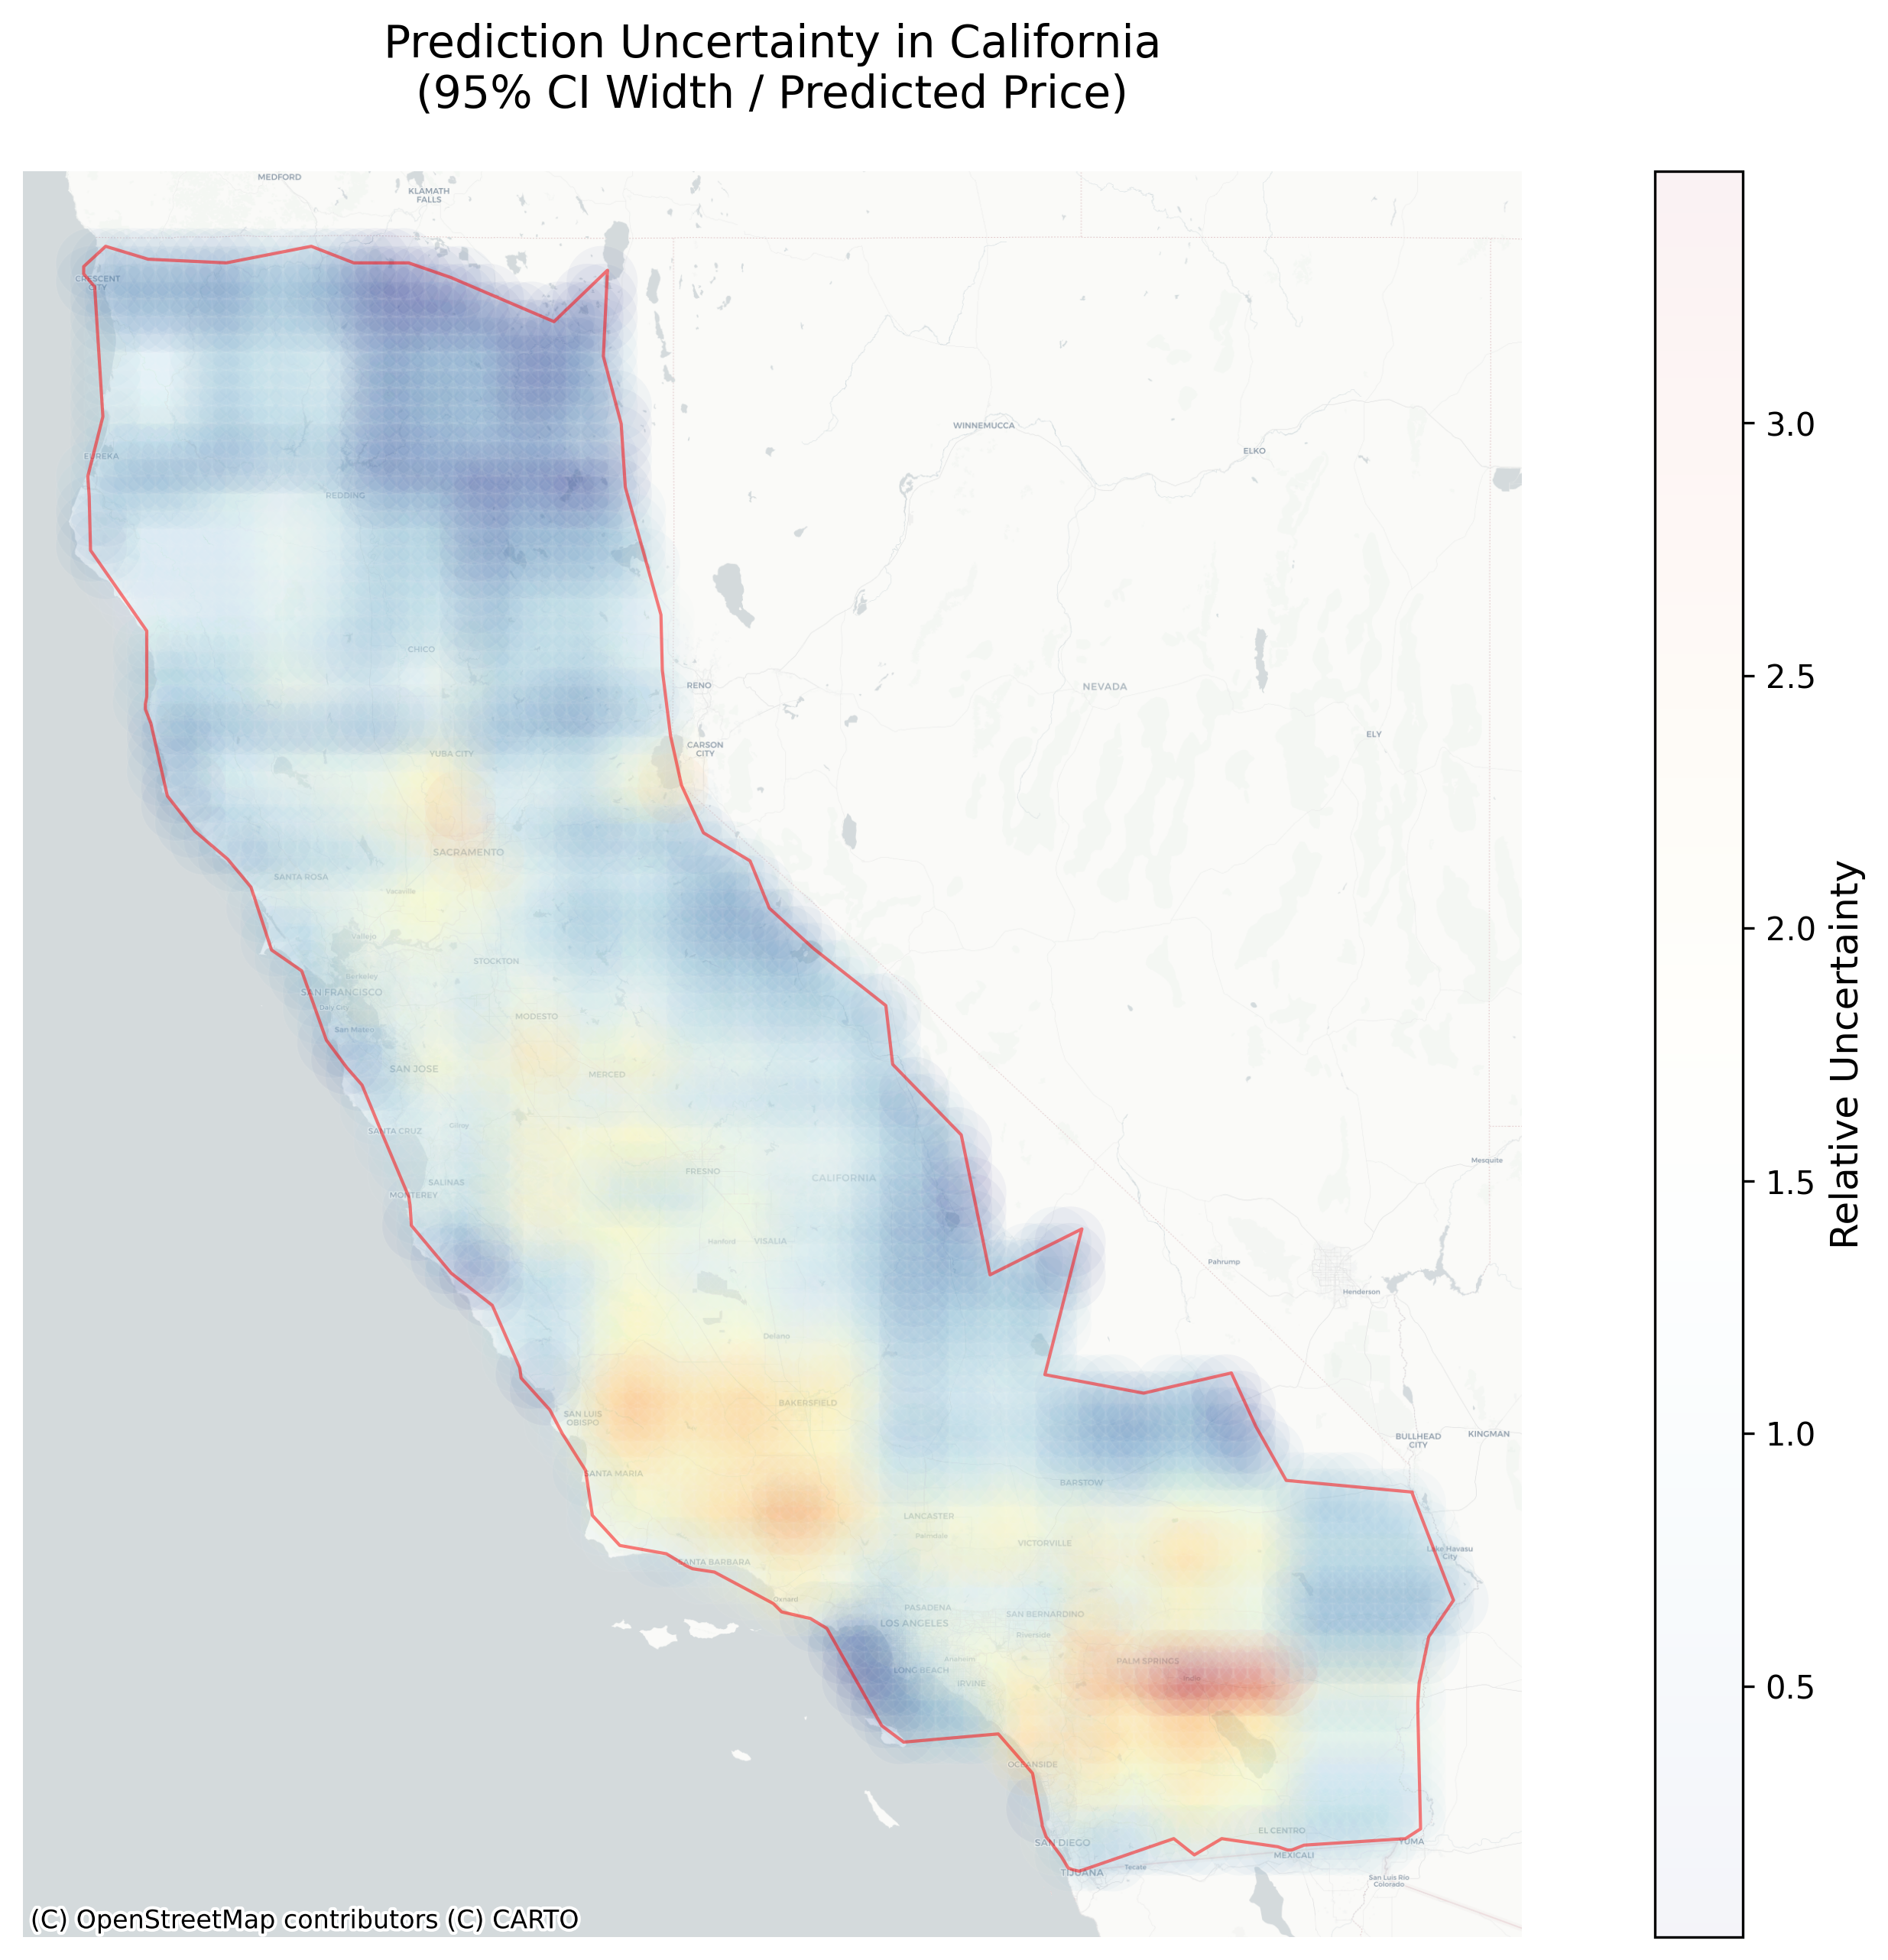 Prediction Uncertainty in California
(95% CI Width / Predicted Price)
MEDFORD
KLAMATH
FALLS
CRESCENT
CITY
WINNEMUCCA
ELKO
EUREKA
REDDING
CHICO
RENO
NEVADA
CARSON
CITY
ELY
YUBA CITY
SACRAMENTO
SANTA ROSA
Vacaville
Vallejo
STOCKTON
Berkeley
SAN FRANCISCO
Daly City
MODESTO
San Mateo
SAN JOSE
MERCED
SANTA CRUZ
Gilroy
Mesquite
FRESNO
CALIFORNIA
SALINAS
MONTEREY
Hanford
VISALIA
Pahrump
Henderson
Delano
BAKERSFIELD
SAN LUIS
OBISPO
BULLHEAD
CITY
KINGMAN
SANTA MARIA
BARSTOW
LANCASTER
Palmdale
VICTORVILLE
Lake Havasu
City
SANTA BARBARA
Oxnard
PASADENA
SAN BERNARDINO
LOS ANGELES
Riverside
Anaheim
PALM SPRINGS
LONG BEACH
Indio
IRVINE
OCEANSIDE
EL CENTRO
SAN DIEGO
YUMA
MEXICALI
Tecate
TIJUANA
San Luis Río
Colorado
(C) OpenStreetMap contributors (C) CARTO
3.0
2.5
2.0
1.5
1.0
0.5
Relative Uncertainty